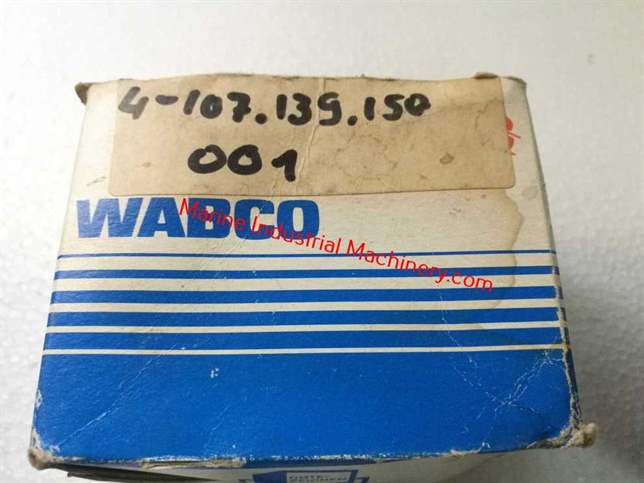 4-107.139.150
001
WABCO
Marine Industrial Machinery.com